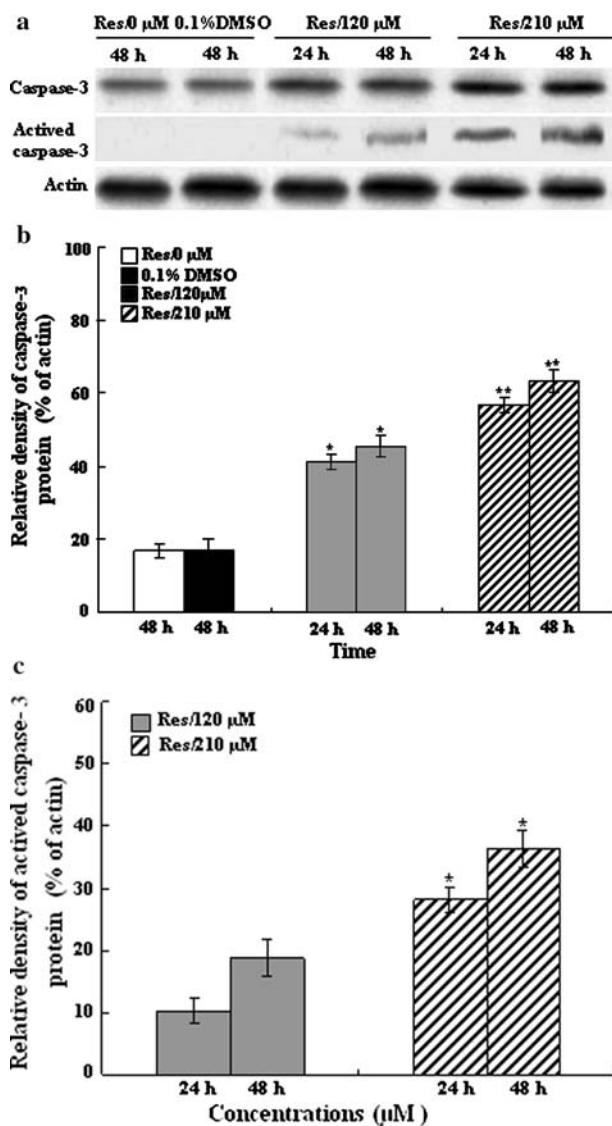 a
Res/0 μM 0.1%DMSO Res/120 μM Res/210 μM
48 h 48 h 24 h 48 h 24 h 48 h
Caspase-3
Actived
caspase-3
Actin
b
Relative density of caspase-3
protein (% of actin)
100
80
60
40
20
0
Res/0 μM
0.1% DMSO
Res/120μM
Res/210 μM
* * ** **
48 h 48 h 24 h 48 h 24 h 48 h
Time
c
Relative density of actived caspase- 3
protein (% of actin)
60
50
40
30
20
10
0
Res/120 μM
Res/210 μM
* *
24 h 48 h 24 h 48 h
Concentrations (μM )